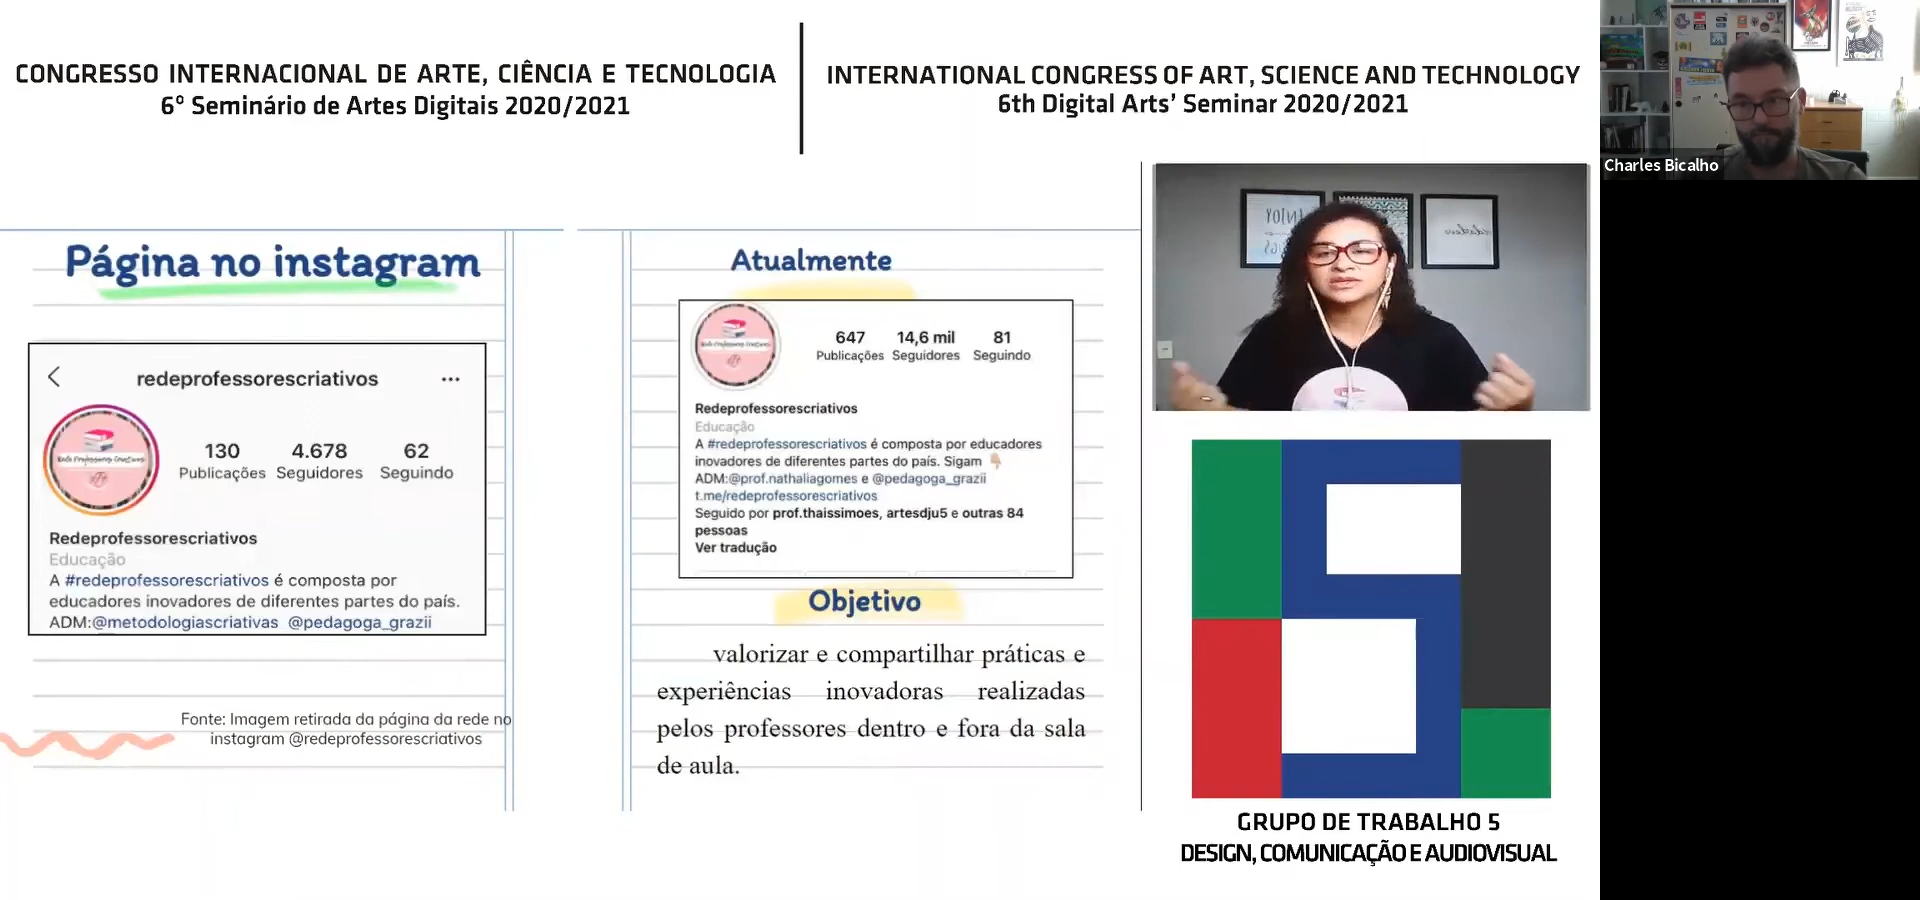 CONGRESSO INTERNACIONAL DE ARTE, CIÊNCIA E TECNOLOGIA
6º Seminário de Artes Digitais 2020/2021
INTERNATIONAL CONGRESS OF ART, SCIENCE AND TECHNOLOGY
6th Digital Arts' Seminar 2020/2021
Charles Bicalho
Página no instagram
redeprofessorescriativos
130 4.678 62
Publicações Seguidores Seguindo
Redeprofessorescriativos
Educação
A #redeprofessorescriativos é composta por
educadores inovadores de diferentes partes do país.
ADM:@metodologiascriativas @pedagoga_grazii
Fonte: Imagem retirada da página da rede no
instagram @redeprofessorescriativos
Atualmente
647 14,6 mil 81
Publicações Seguidores Seguindo
Redeprofessorescriativos
Educação
A #redeprofessorescriativos é composta por educadores
inovadores de diferentes partes do país. Sigam
ADM:@prof.nathaliagomes e @pedagoga_grazii
t.me/redeprofessorescriativos
Seguido por prof.thaissimoes, artesdju5 e outras 84
pessoas
Ver tradução
Objetivo
valorizar e compartilhar práticas e
experiências inovadoras realizadas
pelos professores dentro e fora da sala
de aula.
ENJOY
GRUPO DE TRABALHO 5
DESIGN, COMUNICAÇÃO E AUDIOVISUAL